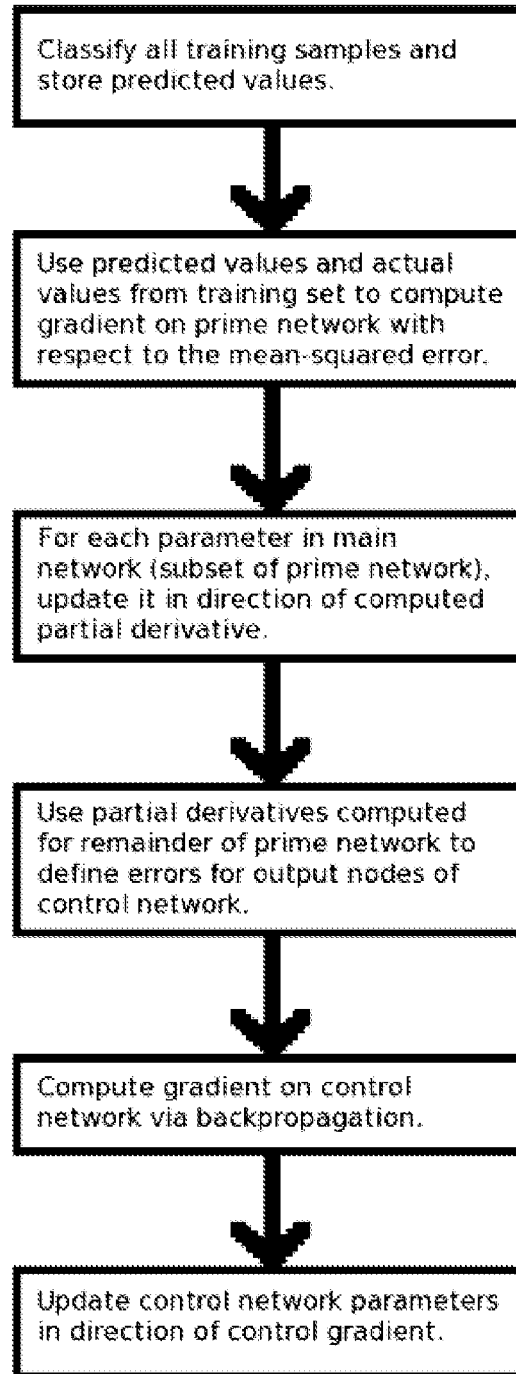 Classify all training samples and
store predicted values.
Use predicted values and actual
values from training set to compute
gradient on prime network with
respect to the mean-squared error.
For each parameter in main
network (subset of prime network),
update it in direction of computed
partial derivative.
Use partial derivatives computed
for remainder of prime network to
define errors for output nodes of
control network.
Compute gradient on control
network via backpropagation.
Update control network parameters
in direction of control gradient.